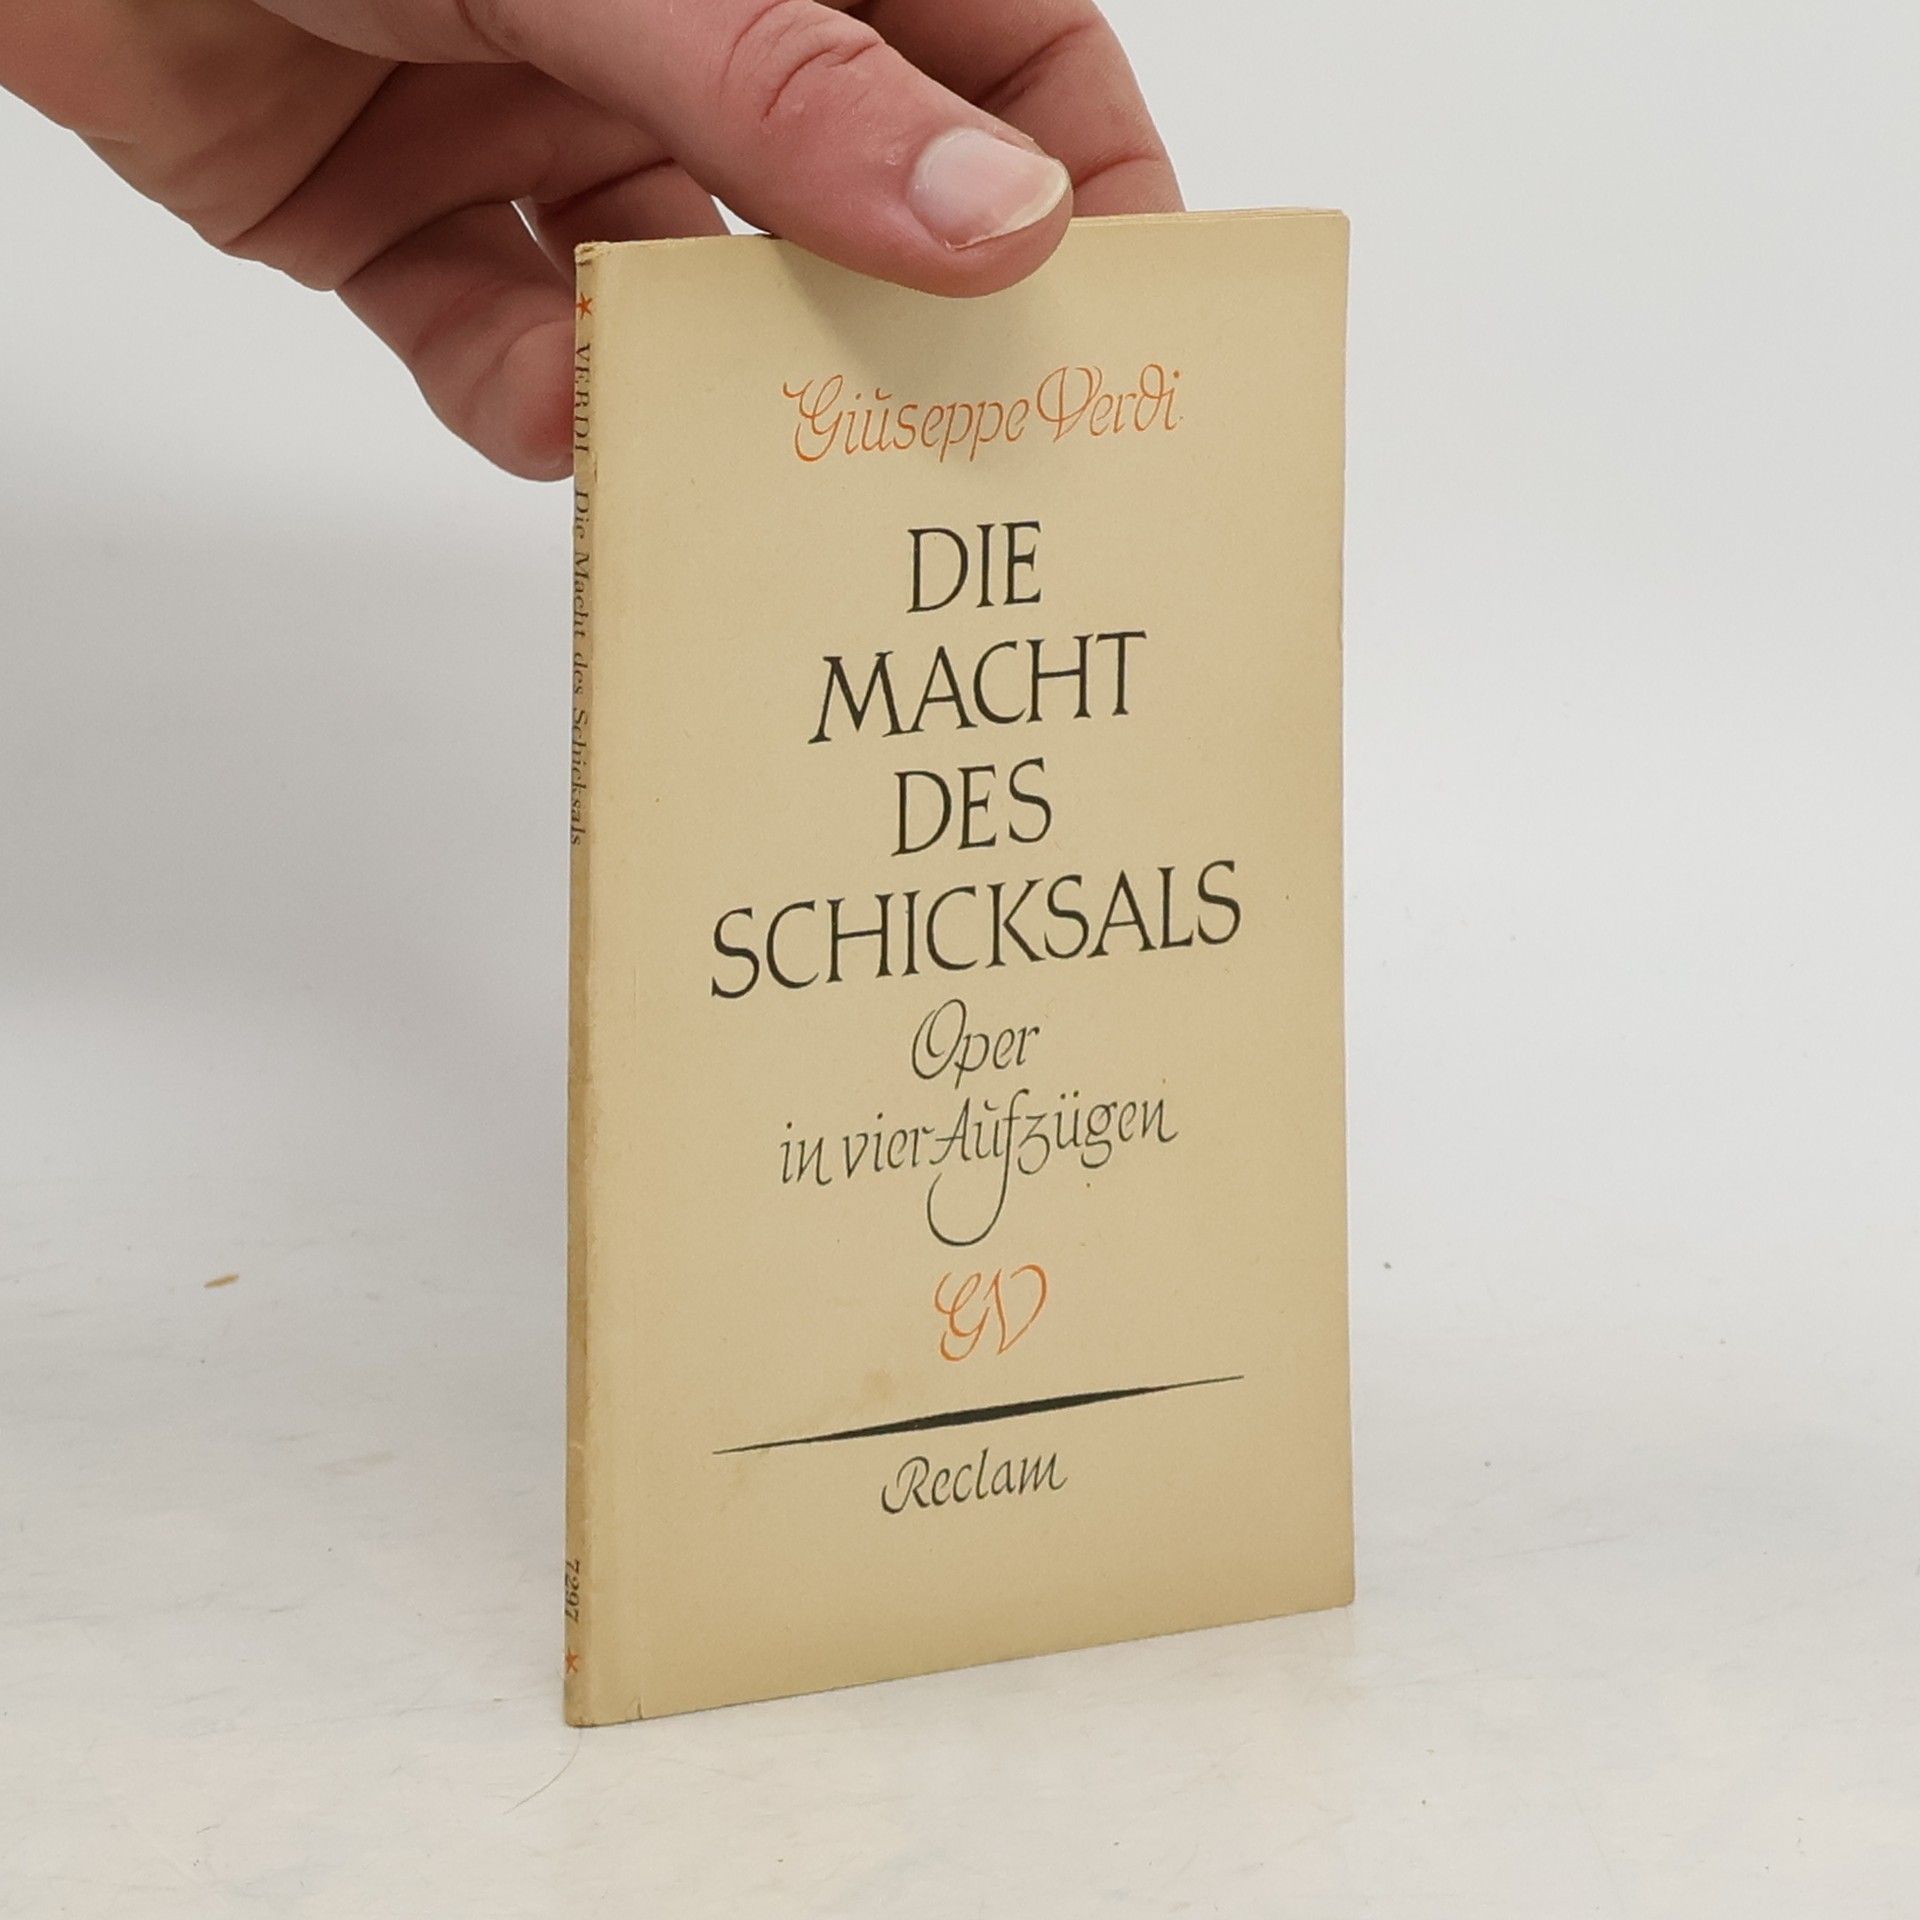 Giuseppe Verdi
DIE
MACHT
DES
SCHICKSALS
Oper
in vier Aufzügen
GV
Reclam
VERDI Die Macht des Schicksals
7297